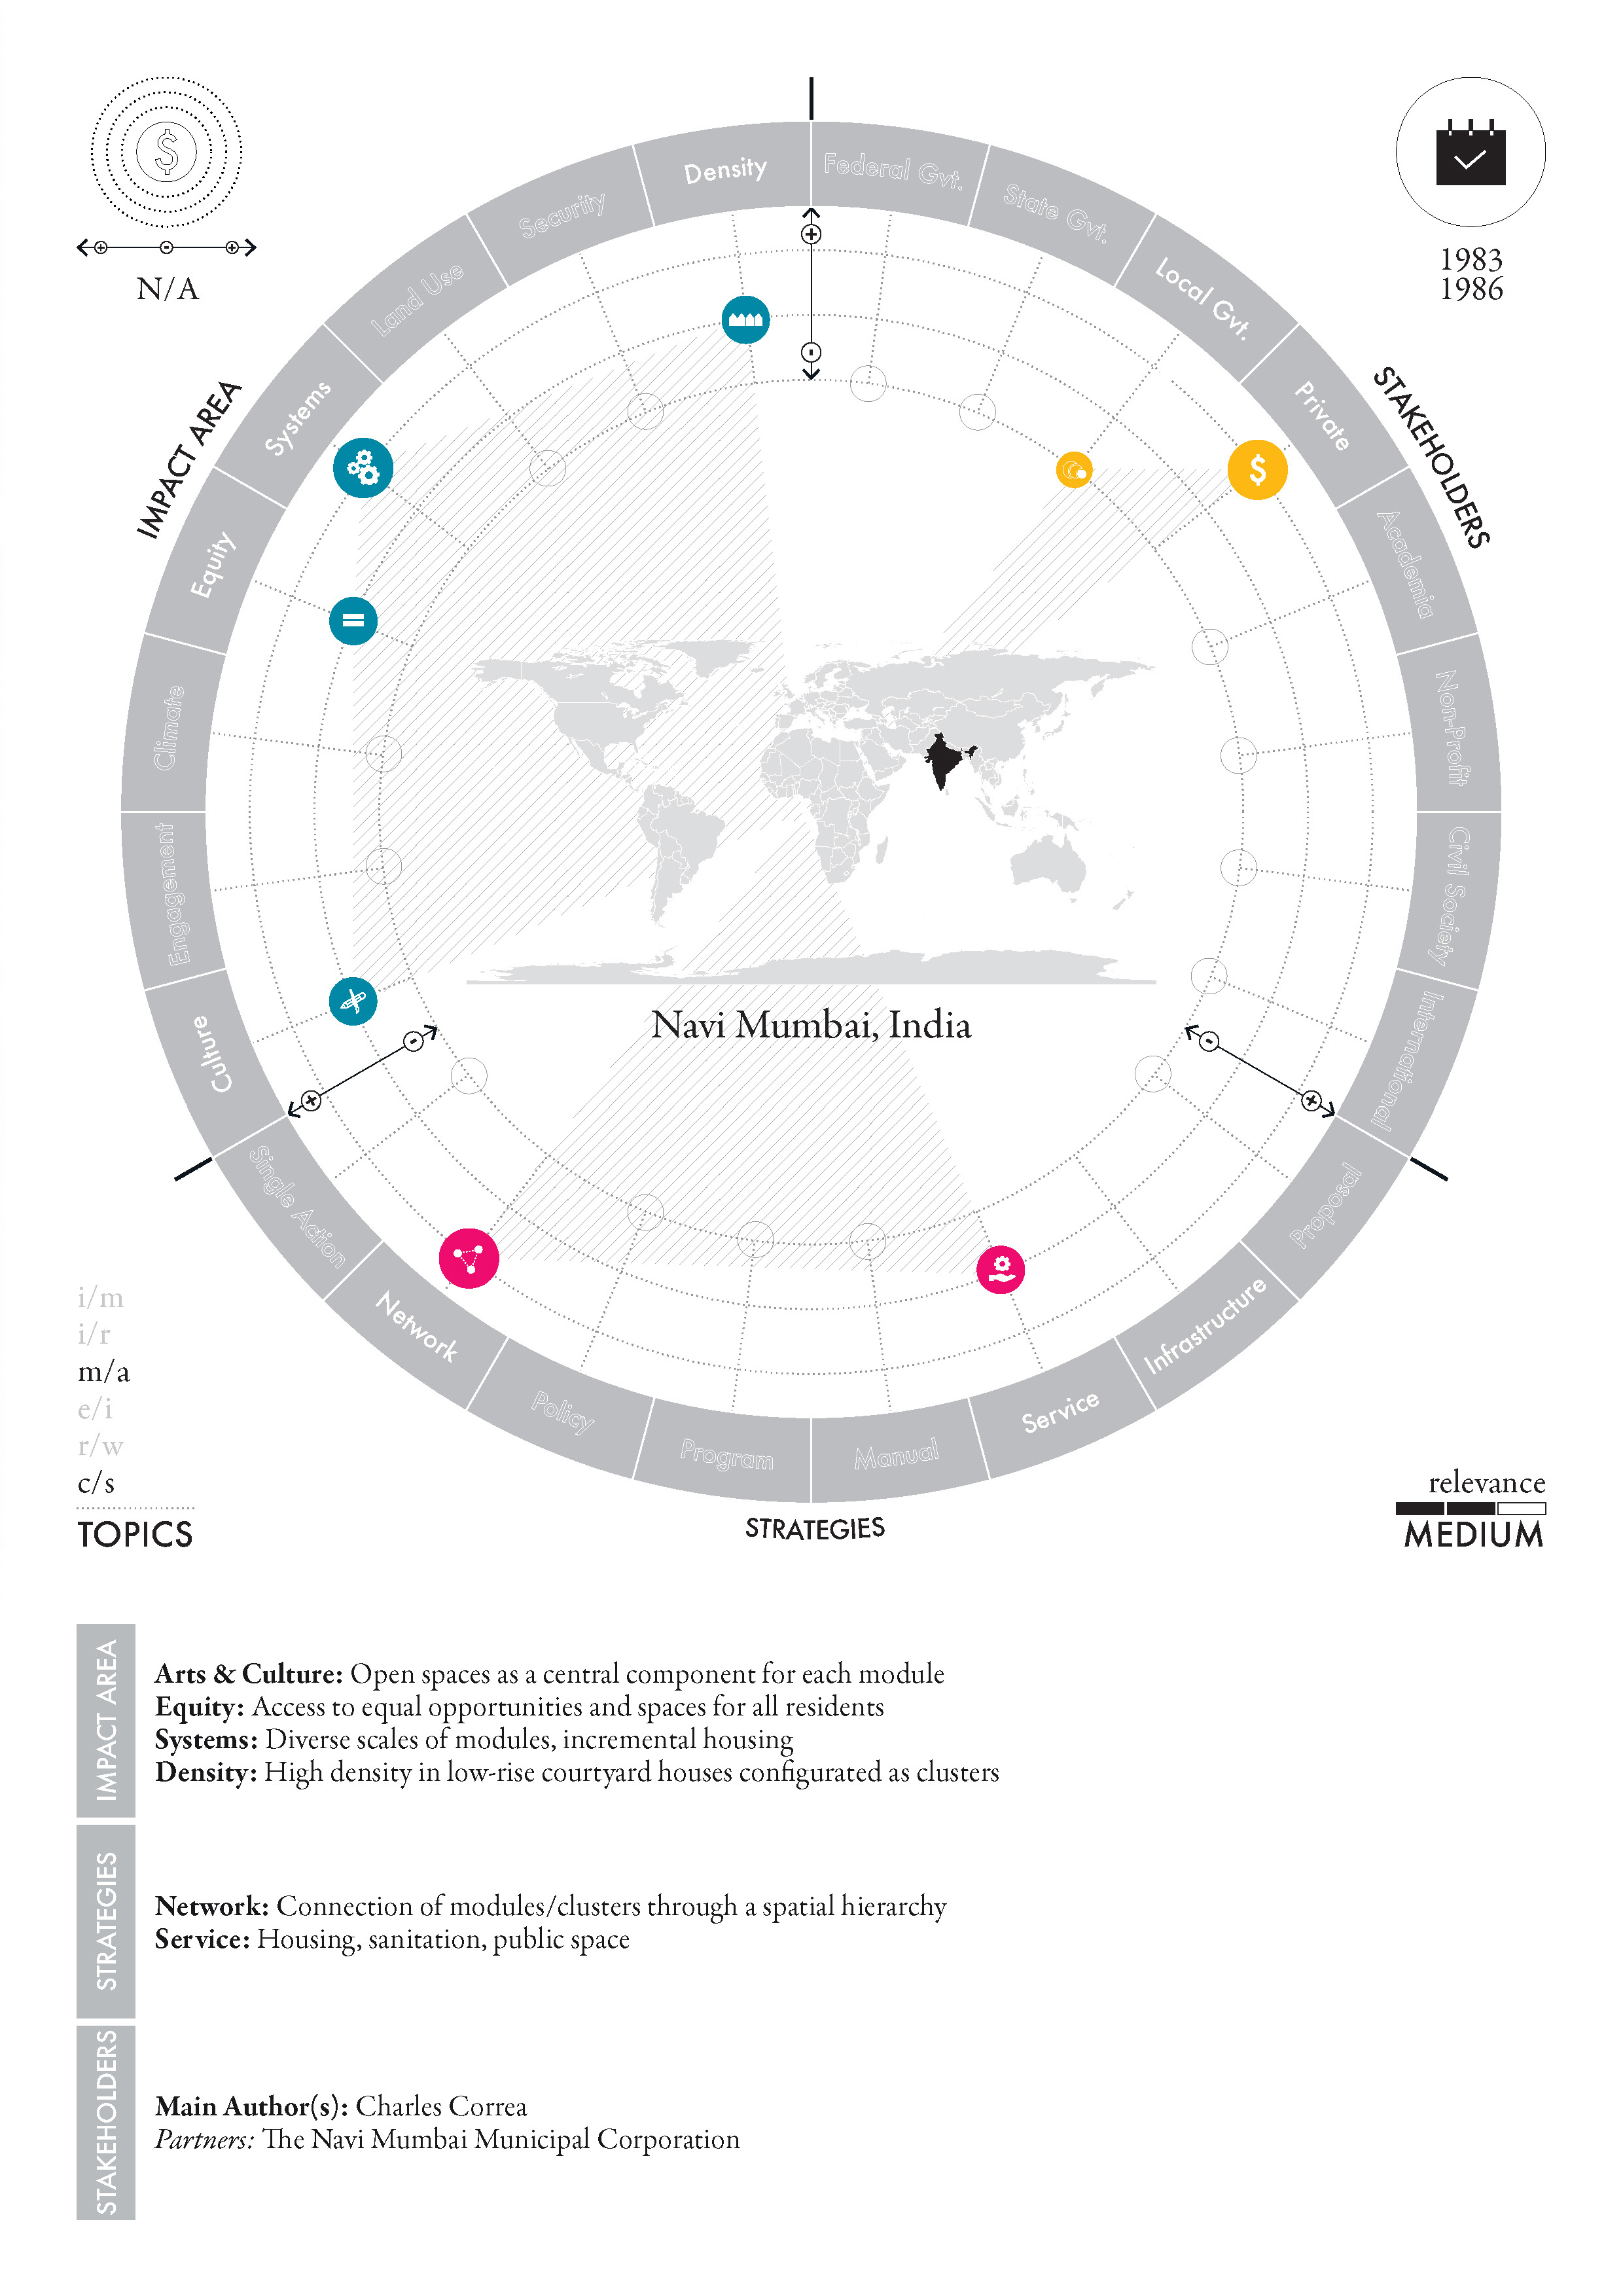 $
N/A
1983
1986
IMPACT AREA
STAKEHOLDERS
Density
Federal Gvt.
State Gvt.
Local Gvt.
Private
Academia
Non-Profit
Civil Society
International
Proposal
Infrastructure
Service
Manual
Program
Policy
Network
Single Action
Culture
Engagement
Climate
Equity
Systems
Land Use
Security
$
Navi Mumbai, India
i/m
i/r
m/a
e/i
r/w
c/s
TOPICS
STRATEGIES
relevance
MEDIUM
IMPACT AREA
Arts & Culture: Open spaces as a central component for each module
Equity: Access to equal opportunities and spaces for all residents
Systems: Diverse scales of modules, incremental housing
Density: High density in low-rise courtyard houses configurated as clusters
STRATEGIES
Network: Connection of modules/clusters through a spatial hierarchy
Service: Housing, sanitation, public space
STAKEHOLDERS
Main Author(s): Charles Correa
Partners: The Navi Mumbai Municipal Corporation